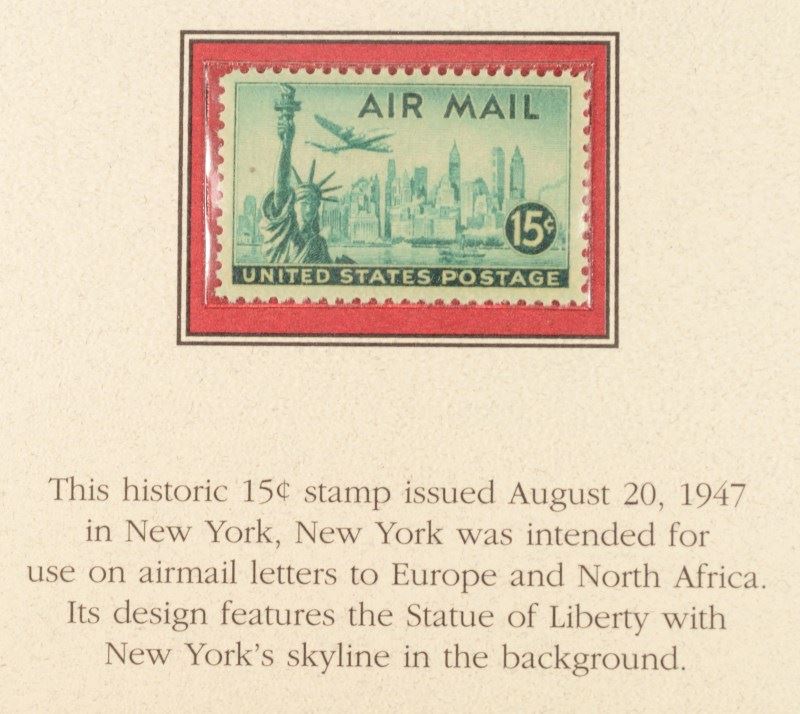 AIR MAIL
15¢
UNITED STATES POSTAGE
This historic 15¢ stamp issued August 20, 1947
in New York, New York was intended for
use on airmail letters to Europe and North Africa.
Its design features the Statue of Liberty with
New York's skyline in the background.